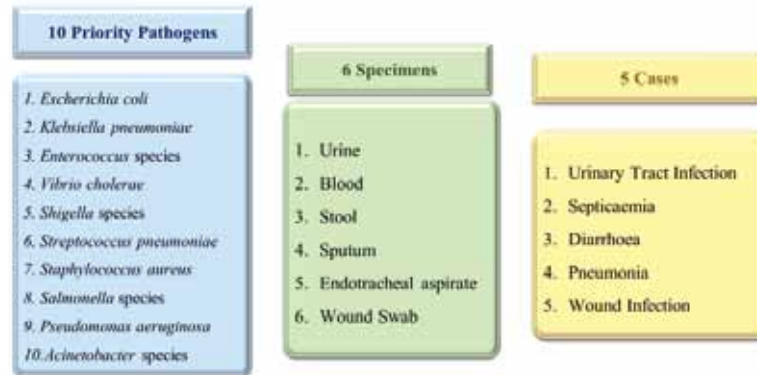 10 Priority Pathogens
1. Escherichia coli
2. Klebsiella pneumoniae
3. Enterococcus species
4. Vibrio cholerae
5. Shigella species
6. Streptococcus pneumoniae
7. Staphylococcus aureus
8. Salmonella species
9. Pseudomonas aeruginosa
10. Acinetobacter species
6 Specimens
1. Urine
2. Blood
3. Stool
4. Sputum
5. Endotracheal aspirate
6. Wound Swab
5 Cases
1. Urinary Tract Infection
2. Septicaemia
3. Diarrhoea
4. Pneumonia
5. Wound Infection